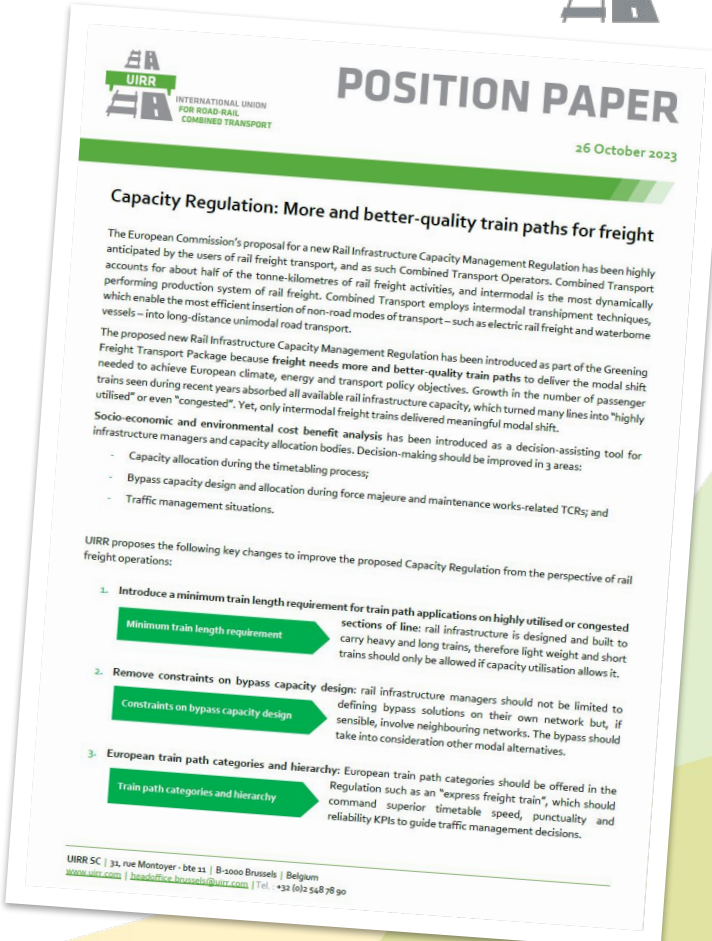 UIRR
INTERNATIONAL UNION
FOR ROAD-RAIL
COMBINED TRANSPORT
POSITION PAPER
26 October 2023
Capacity Regulation: More and better-quality train paths for freight
The European Commission's proposal for a new Rail Infrastructure Capacity Management Regulation has been highly
anticipated by the users of rail freight transport, and as such Combined Transport Operators. Combined Transport
accounts for about half of the tonne-kilometres of rail freight activities, and intermodal is the most dynamically
performing production system of rail freight. Combined Transport employs intermodal transhipment techniques,
which enable the most efficient insertion of non-road modes of transport – such as electric rail freight and waterborne
vessels – into long-distance unimodal road transport.
The proposed new Rail Infrastructure Capacity Management Regulation has been introduced as part of the Greening
Freight Transport Package because freight needs more and better-quality train paths to deliver the modal shift
needed to achieve European climate, energy and transport policy objectives. Growth in the number of passenger
trains seen during recent years absorbed all available rail infrastructure capacity, which turned many lines into "highly
utilised" or even "congested". Yet, only intermodal freight trains delivered meaningful modal shift.
Socio-economic and environmental cost benefit analysis has been introduced as a decision-assisting tool for
infrastructure managers and capacity allocation bodies. Decision-making should be improved in 3 areas:
- Capacity allocation during the timetabling process;
- Bypass capacity design and allocation during force majeure and maintenance works-related TCRs; and
- Traffic management situations.
UIRR proposes the following key changes to improve the proposed Capacity Regulation from the perspective of rail
freight operations:
1. Introduce a minimum train length requirement for train path applications on highly utilised or congested
Minimum train length requirement
sections of line: rail infrastructure is designed and built to
carry heavy and long trains, therefore light weight and short
trains should only be allowed if capacity utilisation allows it.
2. Remove constraints on bypass capacity design: rail infrastructure managers should not be limited to
Constraints on bypass capacity design
defining bypass solutions on their own network but, if
sensible, involve neighbouring networks. The bypass should
take into consideration other modal alternatives.
3. European train path categories and hierarchy: European train path categories should be offered in the
Train path categories and hierarchy
Regulation such as an "express freight train", which should
command superior timetable speed, punctuality and
reliability KPIs to guide traffic management decisions.
UIRR SC | 31, rue Montoyer - bte 11 | B-1000 Brussels | Belgium
www.uirr.com | headoffice.brussels@uirr.com | Tel. : +32 (0)2 548 78 90